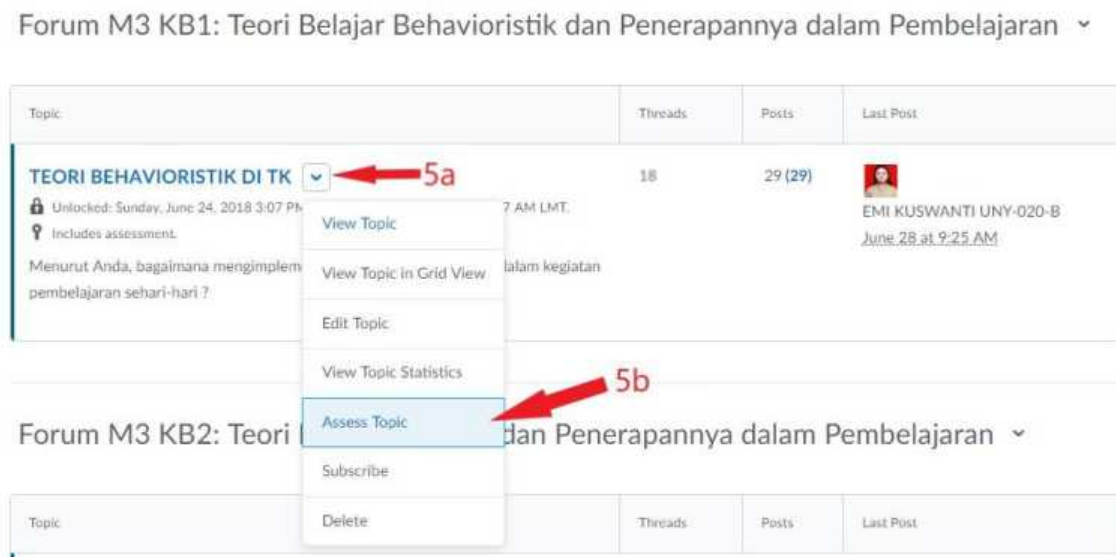 Forum M3 KB1: Teori Belajar Behavioristik dan Penerapannya dalam Pembelajaran
Topic Threads Posts Last Post
TEORI BEHAVIORISTIK DI TK 5a 18 29 (29)
Unlocked: Sunday, June 24, 2018 3:07 PM 7 AM LMT.
Includes assessment.
EMI KUSWANTI UNY-020-B
June 28 at 9:25 AM
Menurut Anda, bagaimana mengimplem dalam kegiatan
pembelajaran sehari-hari ?
View Topic
View Topic in Grid View
Edit Topic
View Topic Statistics
Assess Topic 5b
Subscribe
Delete
Forum M3 KB2: Teori dan Penerapannya dalam Pembelajaran
Topic Threads Posts Last Post